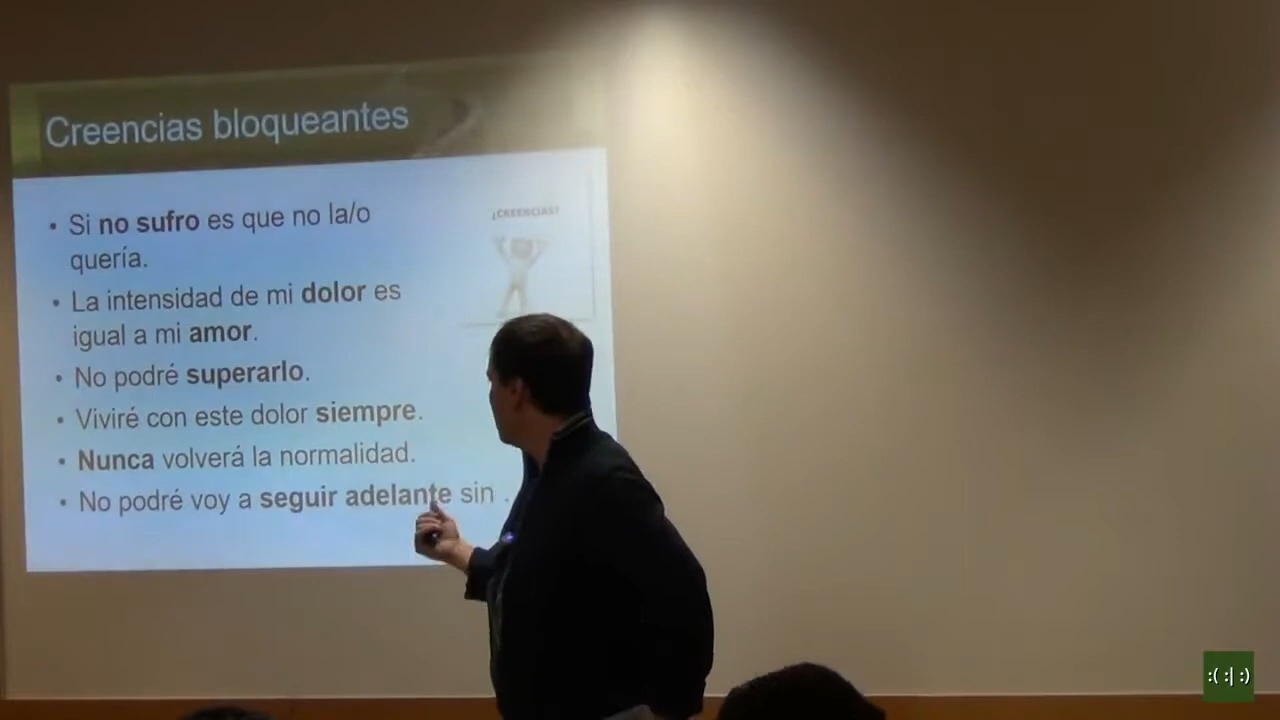 Creencias bloqueantes
• Si no sufro es que no la/o
quería.
• La intensidad de mi dolor es
igual a mi amor.
• No podré superarlo.
• Viviré con este dolor siempre.
• Nunca volverá la normalidad.
• No podré voy a seguir adelante sin .
¿CREENCIAS?
:( :| :)